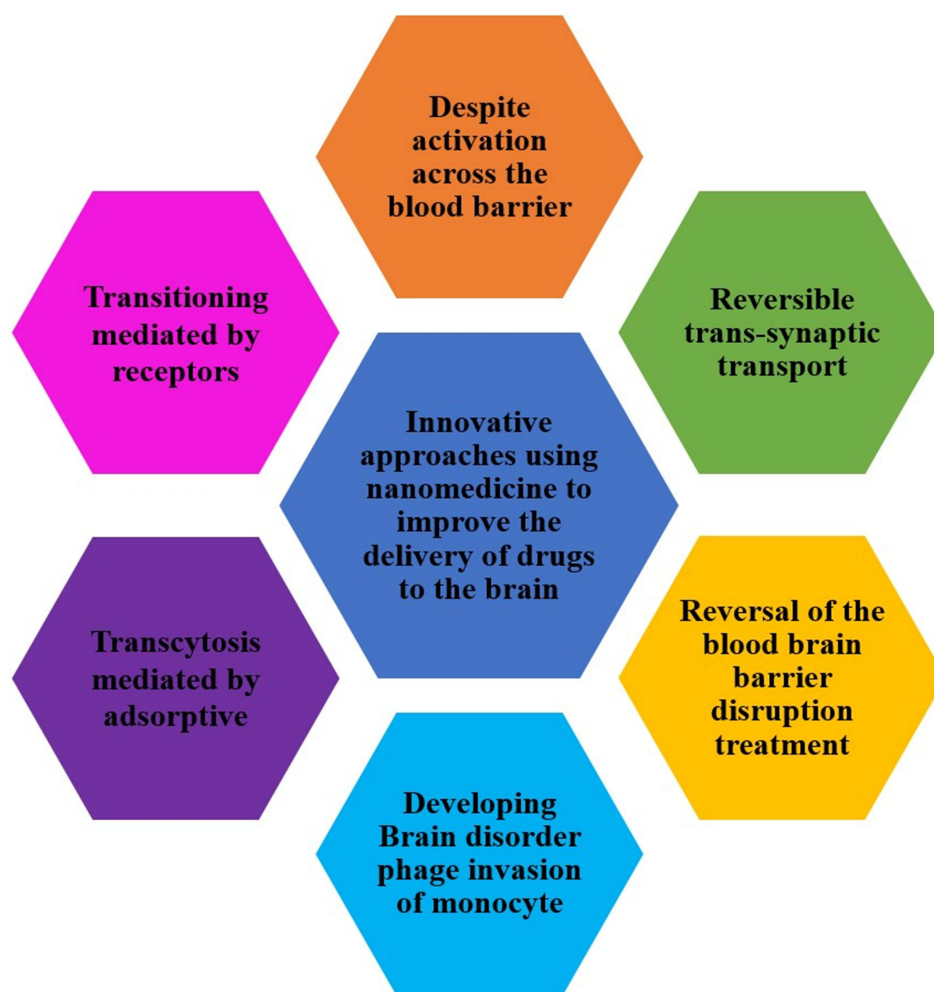 Despite
activation
across the
blood barrier
Transitioning
mediated by
receptors
Reversible
trans-synaptic
transport
Innovative
approaches using
nanomedicine to
improve the
delivery of drugs
to the brain
Transcytosis
mediated by
adsorptive
Reversal of the
blood brain
barrier
disruption
treatment
Developing
Brain disorder
phage invasion
of monocyte